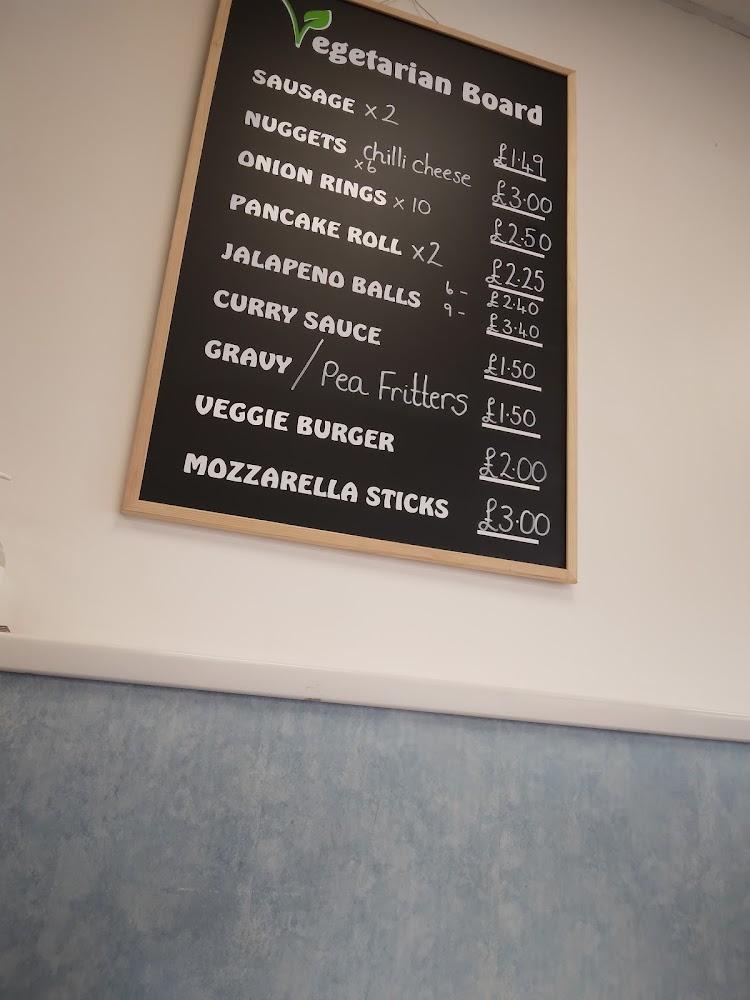 Vegetarian Board
SAUSAGE x 2 £1.49
NUGGETS x6 chilli cheese £3.00
ONION RINGS x 10 £2.50
PANCAKE ROLL x2 £2.25
JALAPENO BALLS 6 - £2.40
9 - £3.40
CURRY SAUCE £1.50
GRAVY / Pea Fritters £1.50
VEGGIE BURGER £2.00
MOZZARELLA STICKS £3.00